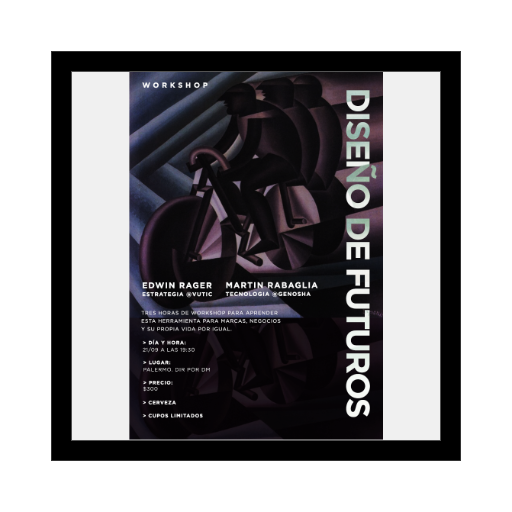 WORKSHOP
DISEÑO DE FUTUROS
EDWIN RAGER
ESTRATEGIA @VUTIC
MARTIN RABAGLIA
TECNOLOGIA @GENOSHA
TRES HORAS DE WORKSHOP PARA APRENDER
ESTA HERRAMIENTA PARA MARCAS, NEGOCIOS
Y SU PROPIA VIDA POR IGUAL.
> DÍA Y HORA:
21/09 A LAS 19:30
> LUGAR:
PALERMO. DIR POR DM
> PRECIO:
$300
> CERVEZA
> CUPOS LIMITADOS